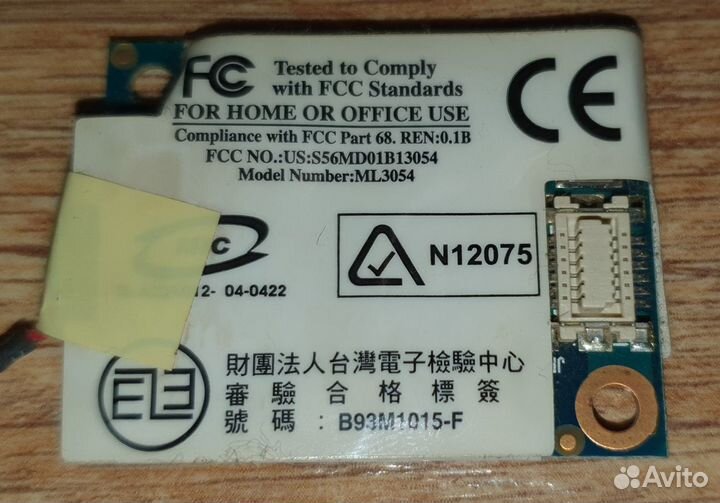 FC Tested to Comply
with FCC Standards
FOR HOME OR OFFICE USE
Compliance with FCC Part 68. REN:0.1B
FCC NO.:US:S56MD01B13054
Model Number:ML3054
CE
C
N12075
12- 04-0422
財團法人台灣電子檢驗中心
審驗合格標簽
號碼 : B93M1015-F
Avito